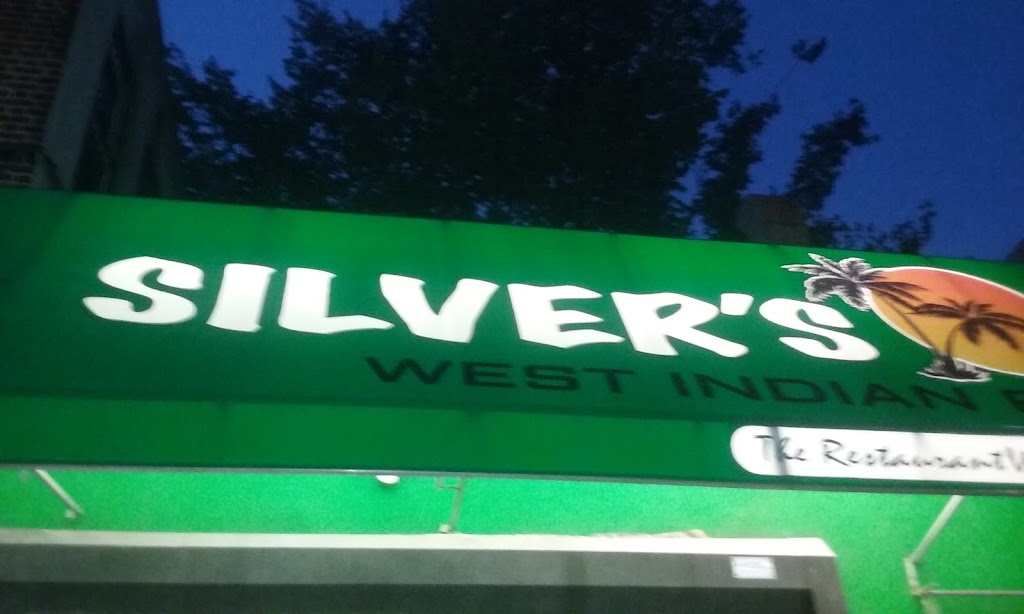 SILVER'S
WEST INDIAN
The Restaurant